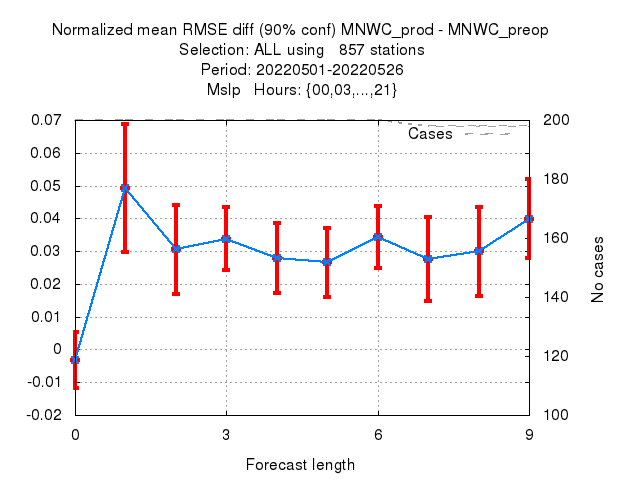 Normalized mean RMSE diff (90% conf) MNWC_prod - MNWC_preop
Selection: ALL using   857 stations
Period: 20220501-20220526
Mslp   Hours: {00,03,...,21}
0.07
0.06
0.05
0.04
0.03
0.02
0.01
0
-0.01
-0.02
Cases
200
180
160
140
120
100
No cases
0
3
6
9
Forecast length